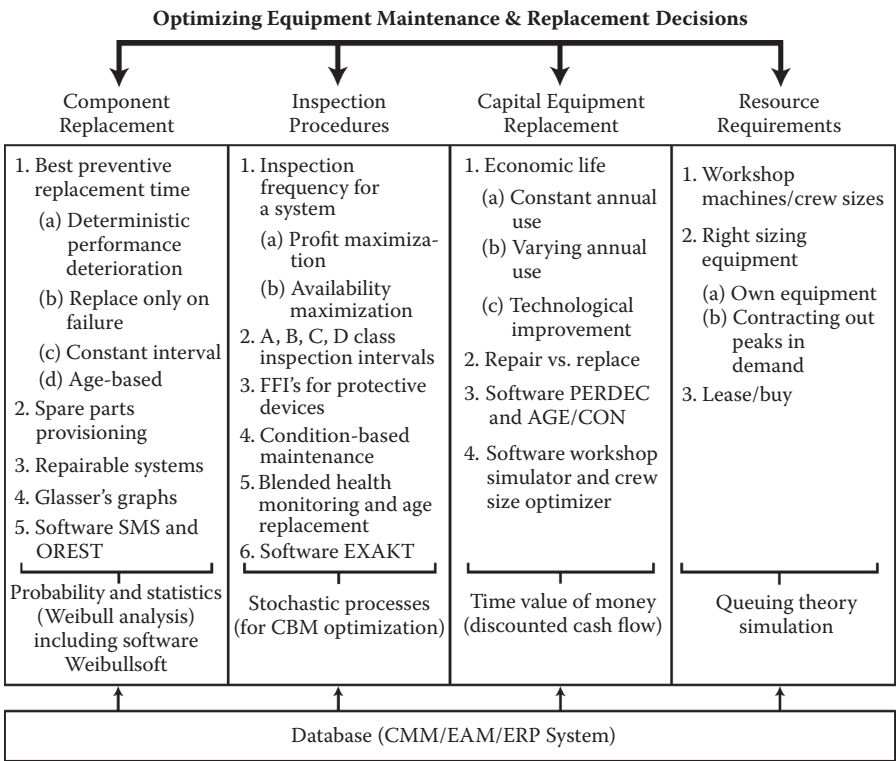 Optimizing Equipment Maintenance & Replacement Decisions
Component
Replacement
1. Best preventive
replacement time
(a) Deterministic
performance
deterioration
(b) Replace only on
failure
(c) Constant interval
(d) Age-based
2. Spare parts
provisioning
3. Repairable systems
4. Glasser’s graphs
5. Software SMS and
OREST
Probability and statistics
(Weibull analysis)
including software
Weibullsoft
Inspection
Procedures
1. Inspection
frequency for
a system
(a) Profit maximiza-
tion
(b) Availability
maximization
2. A, B, C, D class
inspection intervals
3. FFI’s for protective
devices
4. Condition-based
maintenance
5. Blended health
monitoring and age
replacement
6. Software EXAKT
Stochastic processes
(for CBM optimization)
Capital Equipment
Replacement
1. Economic life
(a) Constant annual
use
(b) Varying annual
use
(c) Technological
improvement
2. Repair vs. replace
3. Software PERDEC
and AGE/CON
4. Software workshop
simulator and crew
size optimizer
Time value of money
(discounted cash flow)
Resource
Requirements
1. Workshop
machines/crew sizes
2. Right sizing
equipment
(a) Own equipment
(b) Contracting out
peaks in
demand
3. Lease/buy
Queuing theory
simulation
Database (CMM/EAM/ERP System)